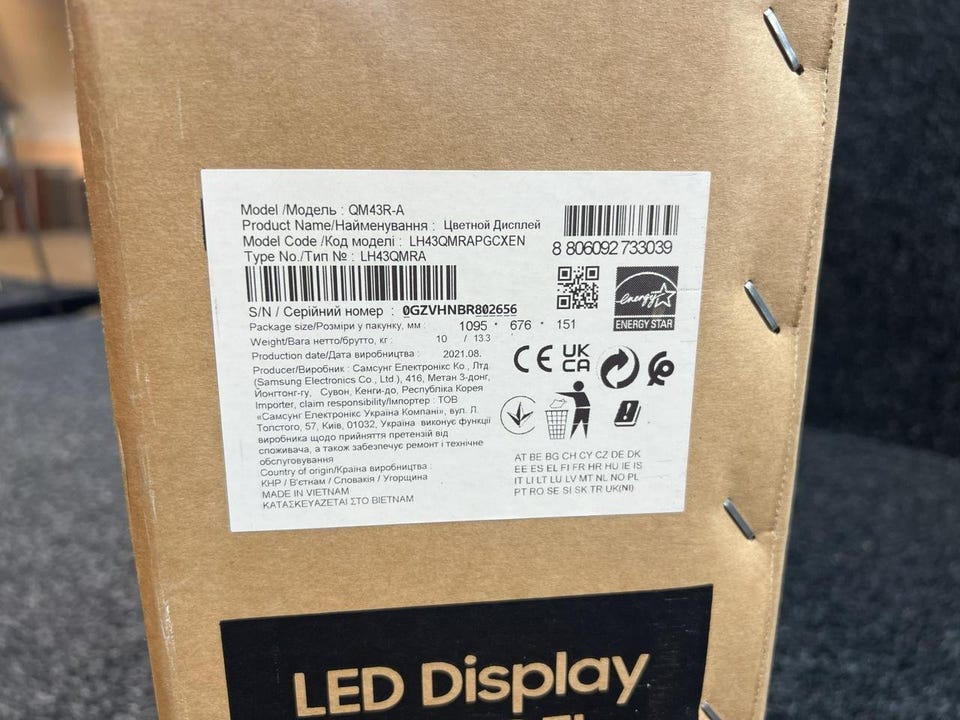 Model /Модель : QM43R-A
Product Name/Найменування : Цветной Дисплей
Model Code /Код моделі : LH43QMRAPGCXEN
Type No./Тип № : LH43QMRA
8 806092 733039
S/N / Серійний номер : 0GZVHNBR802656
Package size/Розміри у пакунку, мм : 1095 * 676 * 151
Weight/Вага нетто/брутто, кг : 10 / 13.3
Production date/Дата виробництва : 2021.08.
Producer/Виробник : Самсунг Електронікс Ко., Лтд.
(Samsung Electronics Co., Ltd.), 416, Метан 3-донг,
Йонгтонг-гу, Сувон, Кенги-до, Республіка Корея
Importer, claim responsibility/Імпортер : ТОВ
«Самсунг Електронікс Україна Компані», вул. Л.
Толстого, 57, Київ, 01032, Україна виконує функції
виробника щодо прийняття претензій від
споживача, а також забезпечує ремонт і технічне
обслуговування
Country of origin/Країна виробництва :
КНР / В'єтнам / Словакія / Угорщина
MADE IN VIETNAM
ΚΑΤΑΣΚΕΥΑΖΕΤΑΙ ΣΤΟ ΒΙΕΤΝΑΜ
energy
ENERGY STAR
CE UK
CA
AT BE BG CH CY CZ DE DK
EE ES EL FI FR HR HU IE IS
IT LI LT LU LV MT NL NO PL
PT RO SE SI SK TR UK(NI)
LED Display